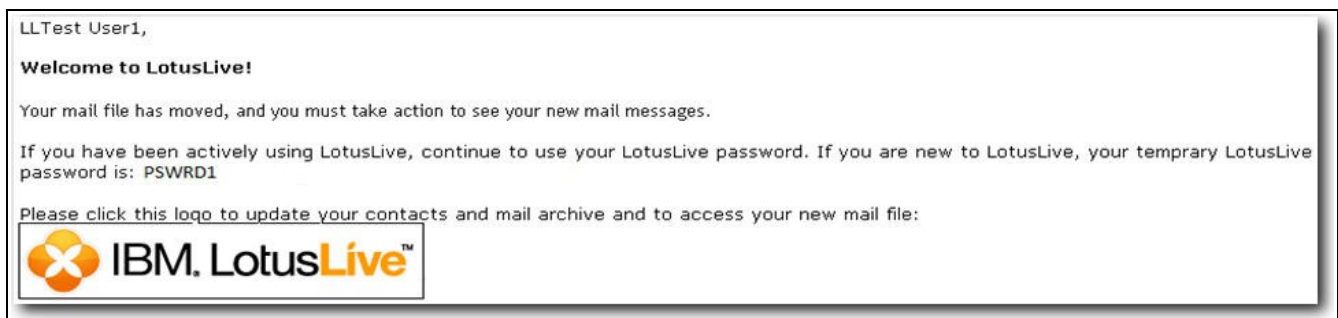 LLTest User1,
Welcome to LotusLive!
Your mail file has moved, and you must take action to see your new mail messages.
If you have been actively using LotusLive, continue to use your LotusLive password. If you are new to LotusLive, your temprary LotusLive
password is: PSWRD1
Please click this logo to update your contacts and mail archive and to access your new mail file:
IBM. LotusLive™